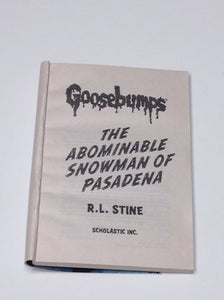 Goosebumps
THE
ABOMINABLE
SNOWMAN OF
PASADENA
R.L. STINE
SCHOLASTIC INC.